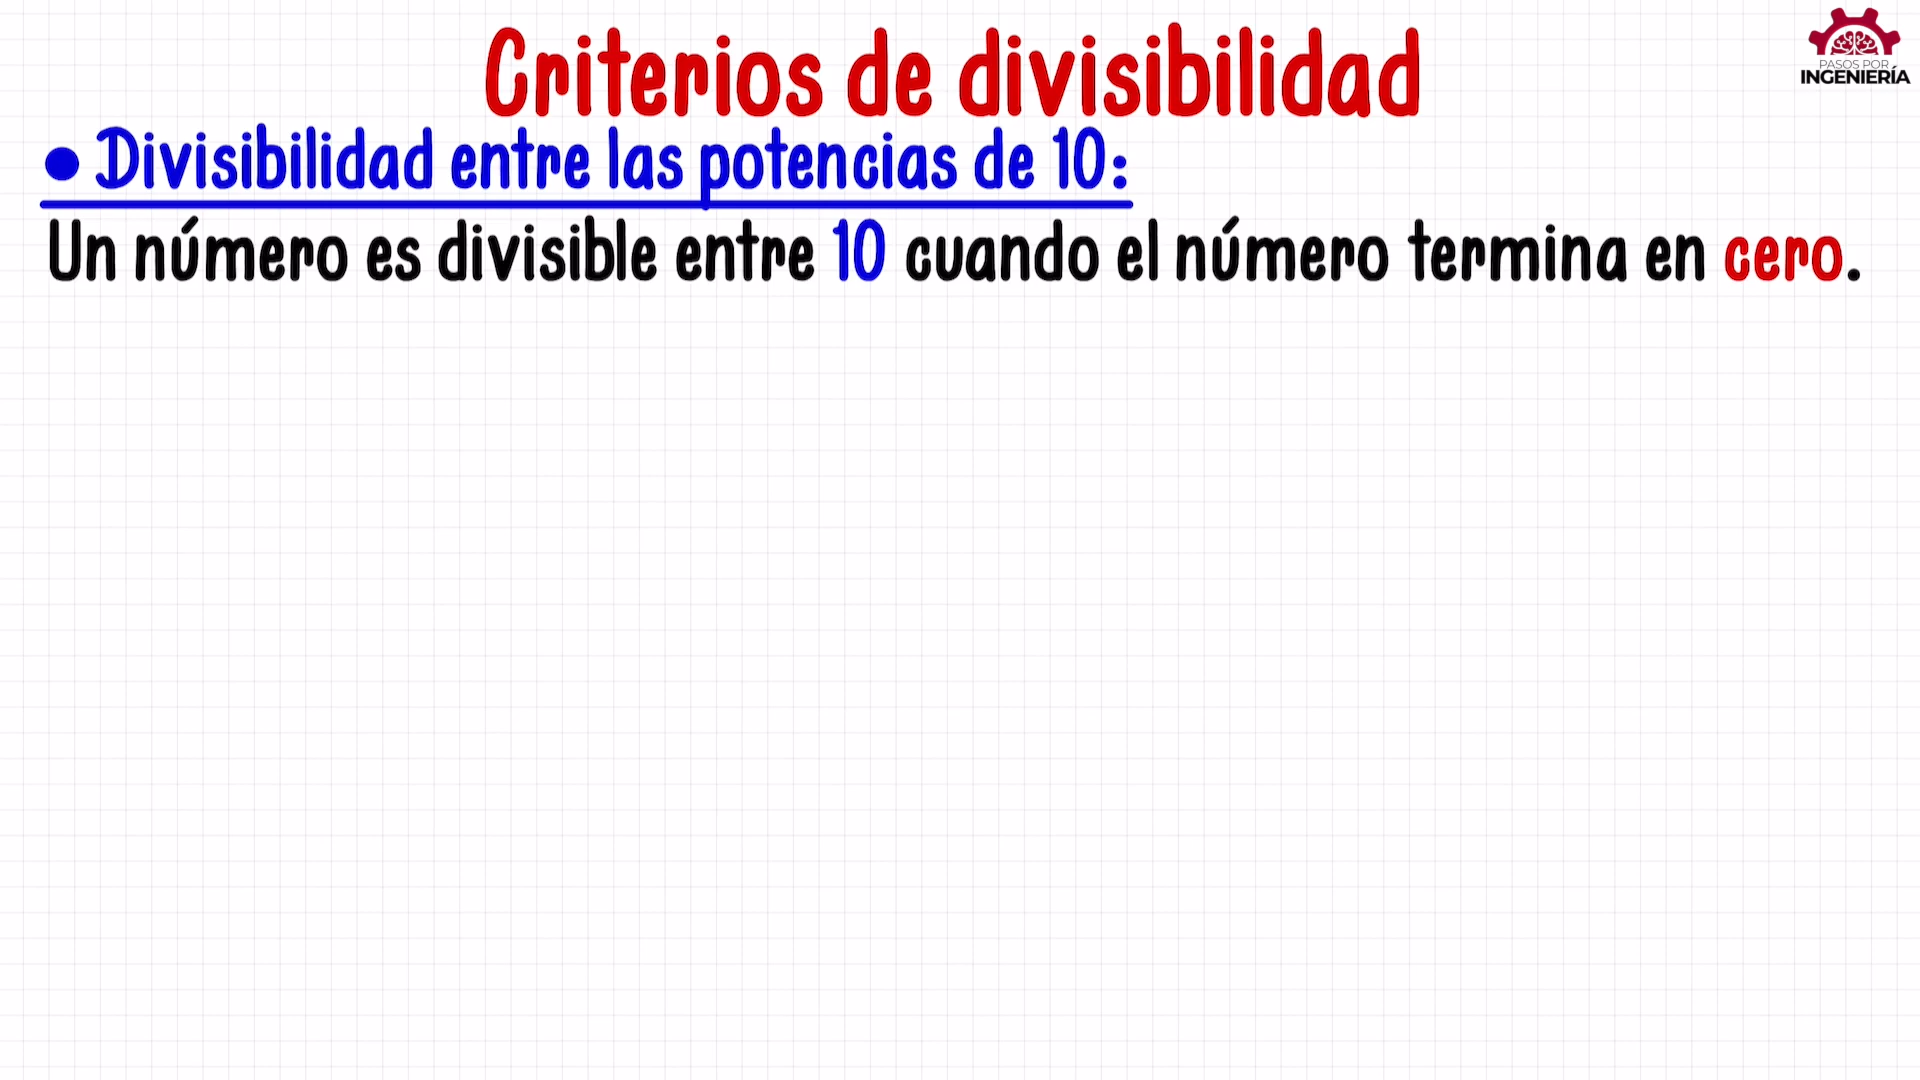 Criterios de divisibilidad
PASOS POR
INGENIERÍA
• Divisibilidad entre las potencias de 10:
Un número es divisible entre 10 cuando el número termina en cero.